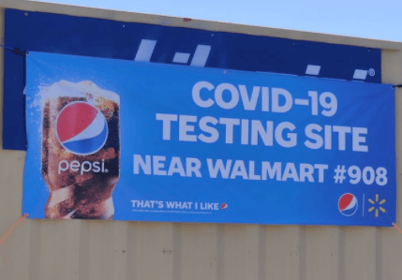 ®
COVID-19
TESTING SITE
NEAR WALMART #908
pepsi®
THAT'S WHAT I LIKE